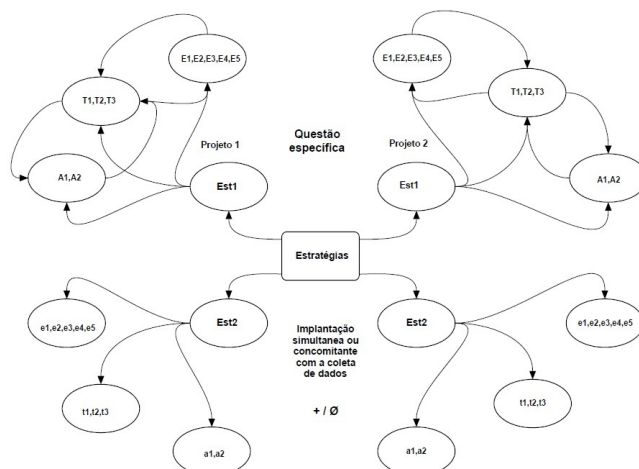 E1,E2,E3,E4,E5
E1,E2,E3,E4,E5
T1,T2,T3
T1,T2,T3
Projeto 1
Questão
específica
Projeto 2
A1,A2
Est1
Est1
A1,A2
Estratégias
e1,e2,e3,e4,e5
Est2
Implantação
simultanea ou
concomitante
com a coleta
de dados
Est2
e1,e2,e3,e4,e5
t1,t2,t3
+ / Ø
t1,t2,t3
a1,a2
a1,a2